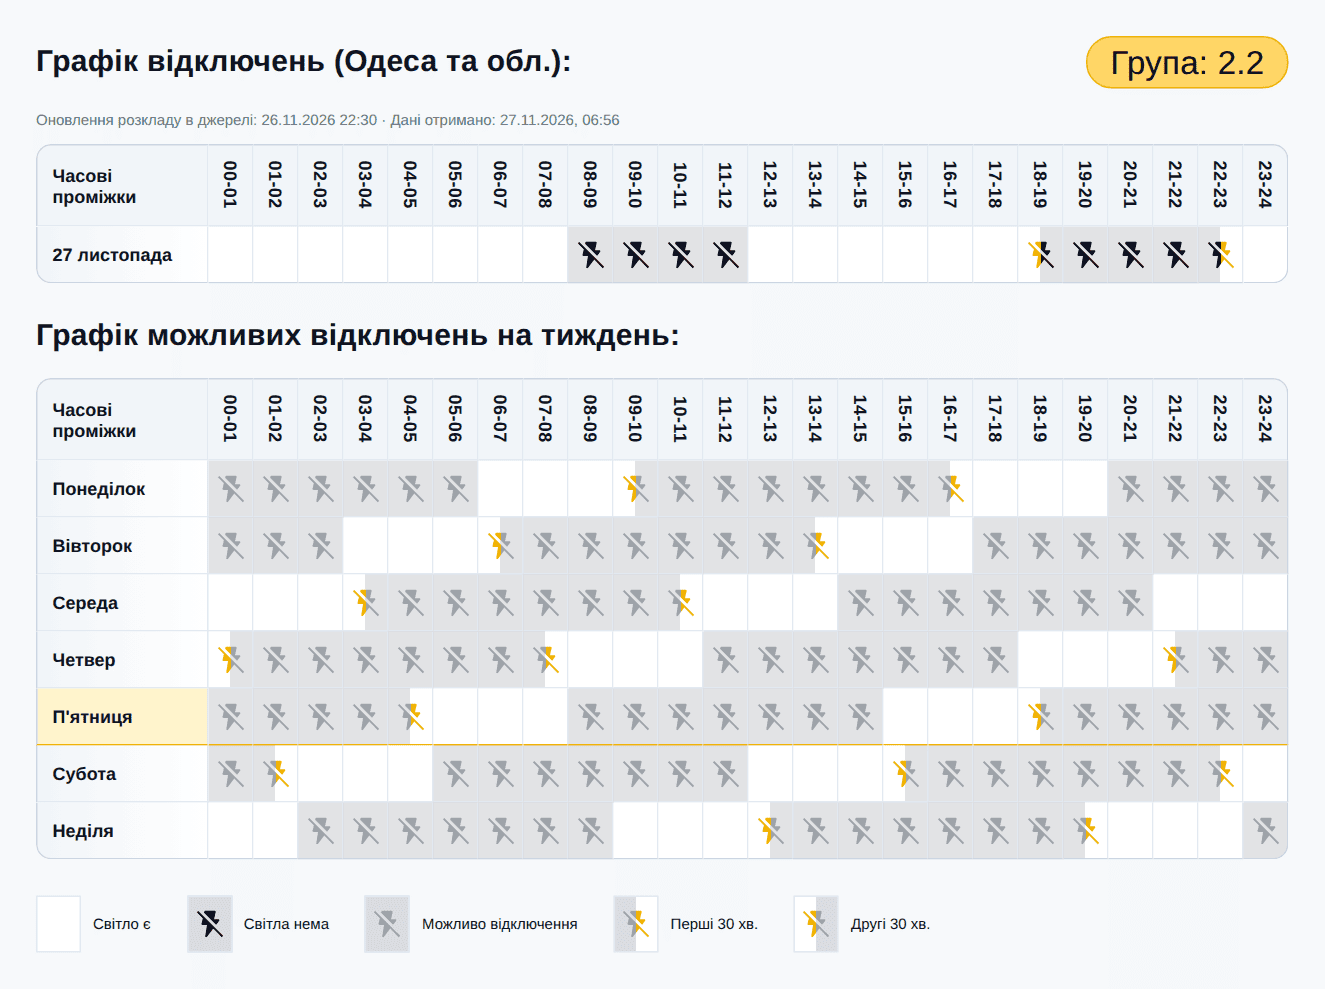 Графік відключень (Одеса та обл.):
Група: 2.2
Оновлення розкладу в джерелі: 26.11.2026 22:30 · Дані отримано: 27.11.2026, 06:56
Часові проміжки 00-01 01-02 02-03 03-04 04-05 05-06 06-07 07-08 08-09 09-10 10-11 11-12 12-13 13-14 14-15 15-16 16-17 17-18 18-19 19-20 20-21 21-22 22-23 23-24
27 листопада
Графік можливих відключень на тиждень:
Часові проміжки 00-01 01-02 02-03 03-04 04-05 05-06 06-07 07-08 08-09 09-10 10-11 11-12 12-13 13-14 14-15 15-16 16-17 17-18 18-19 19-20 20-21 21-22 22-23 23-24
Понеділок
Вівторок
Середа
Четвер
П'ятниця
Субота
Неділя
Світло є Світла нема Можливо відключення Перші 30 хв. Другі 30 хв.